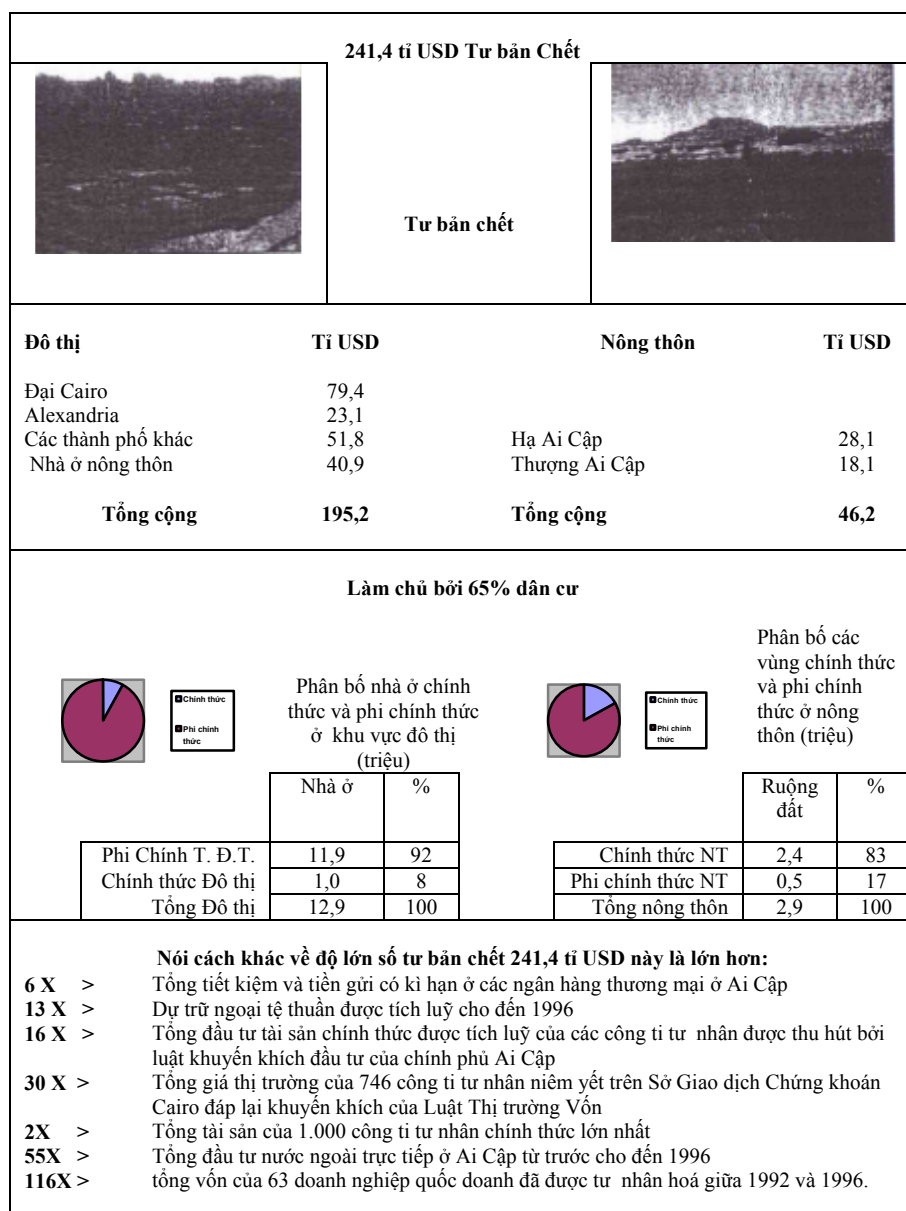 241,4 tỉ USD Tư bản Chết
Tư bản chết
Đô thị Tỉ USD Nông thôn Tỉ USD
Đại Cairo 79,4
Alexandria 23,1
Các thành phố khác 51,8 Hạ Ai Cập 28,1
Nhà ở nông thôn 40,9 Thượng Ai Cập 18,1
Tổng cộng 195,2 Tổng cộng 46,2
Làm chủ bởi 65% dân cư
Chính thức
Phi chính
thức
Phân bố nhà ở chính
thức và phi chính thức
ở khu vực đô thị
(triệu)
Chính thức
Phi chính
thức
Phân bố các
vùng chính thức
và phi chính
thức ở nông
thôn (triệu)
Nhà ở %
Phi Chính T. Đ.T. 11,9 92
Chính thức Đô thị 1,0 8
Tổng Đô thị 12,9 100
Ruộng %
đất
Chính thức NT 2,4 83
Phi chính thức NT 0,5 17
Tổng nông thôn 2,9 100
Nói cách khác về độ lớn số tư bản chết 241,4 tỉ USD này là lớn hơn:
6 X > Tổng tiết kiệm và tiền gửi có kì hạn ở các ngân hàng thương mại ở Ai Cập
13 X > Dự trữ ngoại tệ thuần được tích luỹ cho đến 1996
16 X > Tổng đầu tư tài sản chính thức được tích luỹ của các công ti tư nhân được thu hút bởi
luật khuyến khích đầu tư của chính phủ Ai Cập
30 X > Tổng giá thị trường của 746 công ti tư nhân niêm yết trên Sở Giao dịch Chứng khoán
Cairo đáp lại khuyến khích của Luật Thị trường Vốn
2X > Tổng tài sản của 1.000 công ti tư nhân chính thức lớn nhất
55X > Tổng đầu tư nước ngoài trực tiếp ở Ai Cập từ trước cho đến 1996
116X > tổng vốn của 63 doanh nghiệp quốc doanh đã được tư nhân hoá giữa 1992 và 1996.